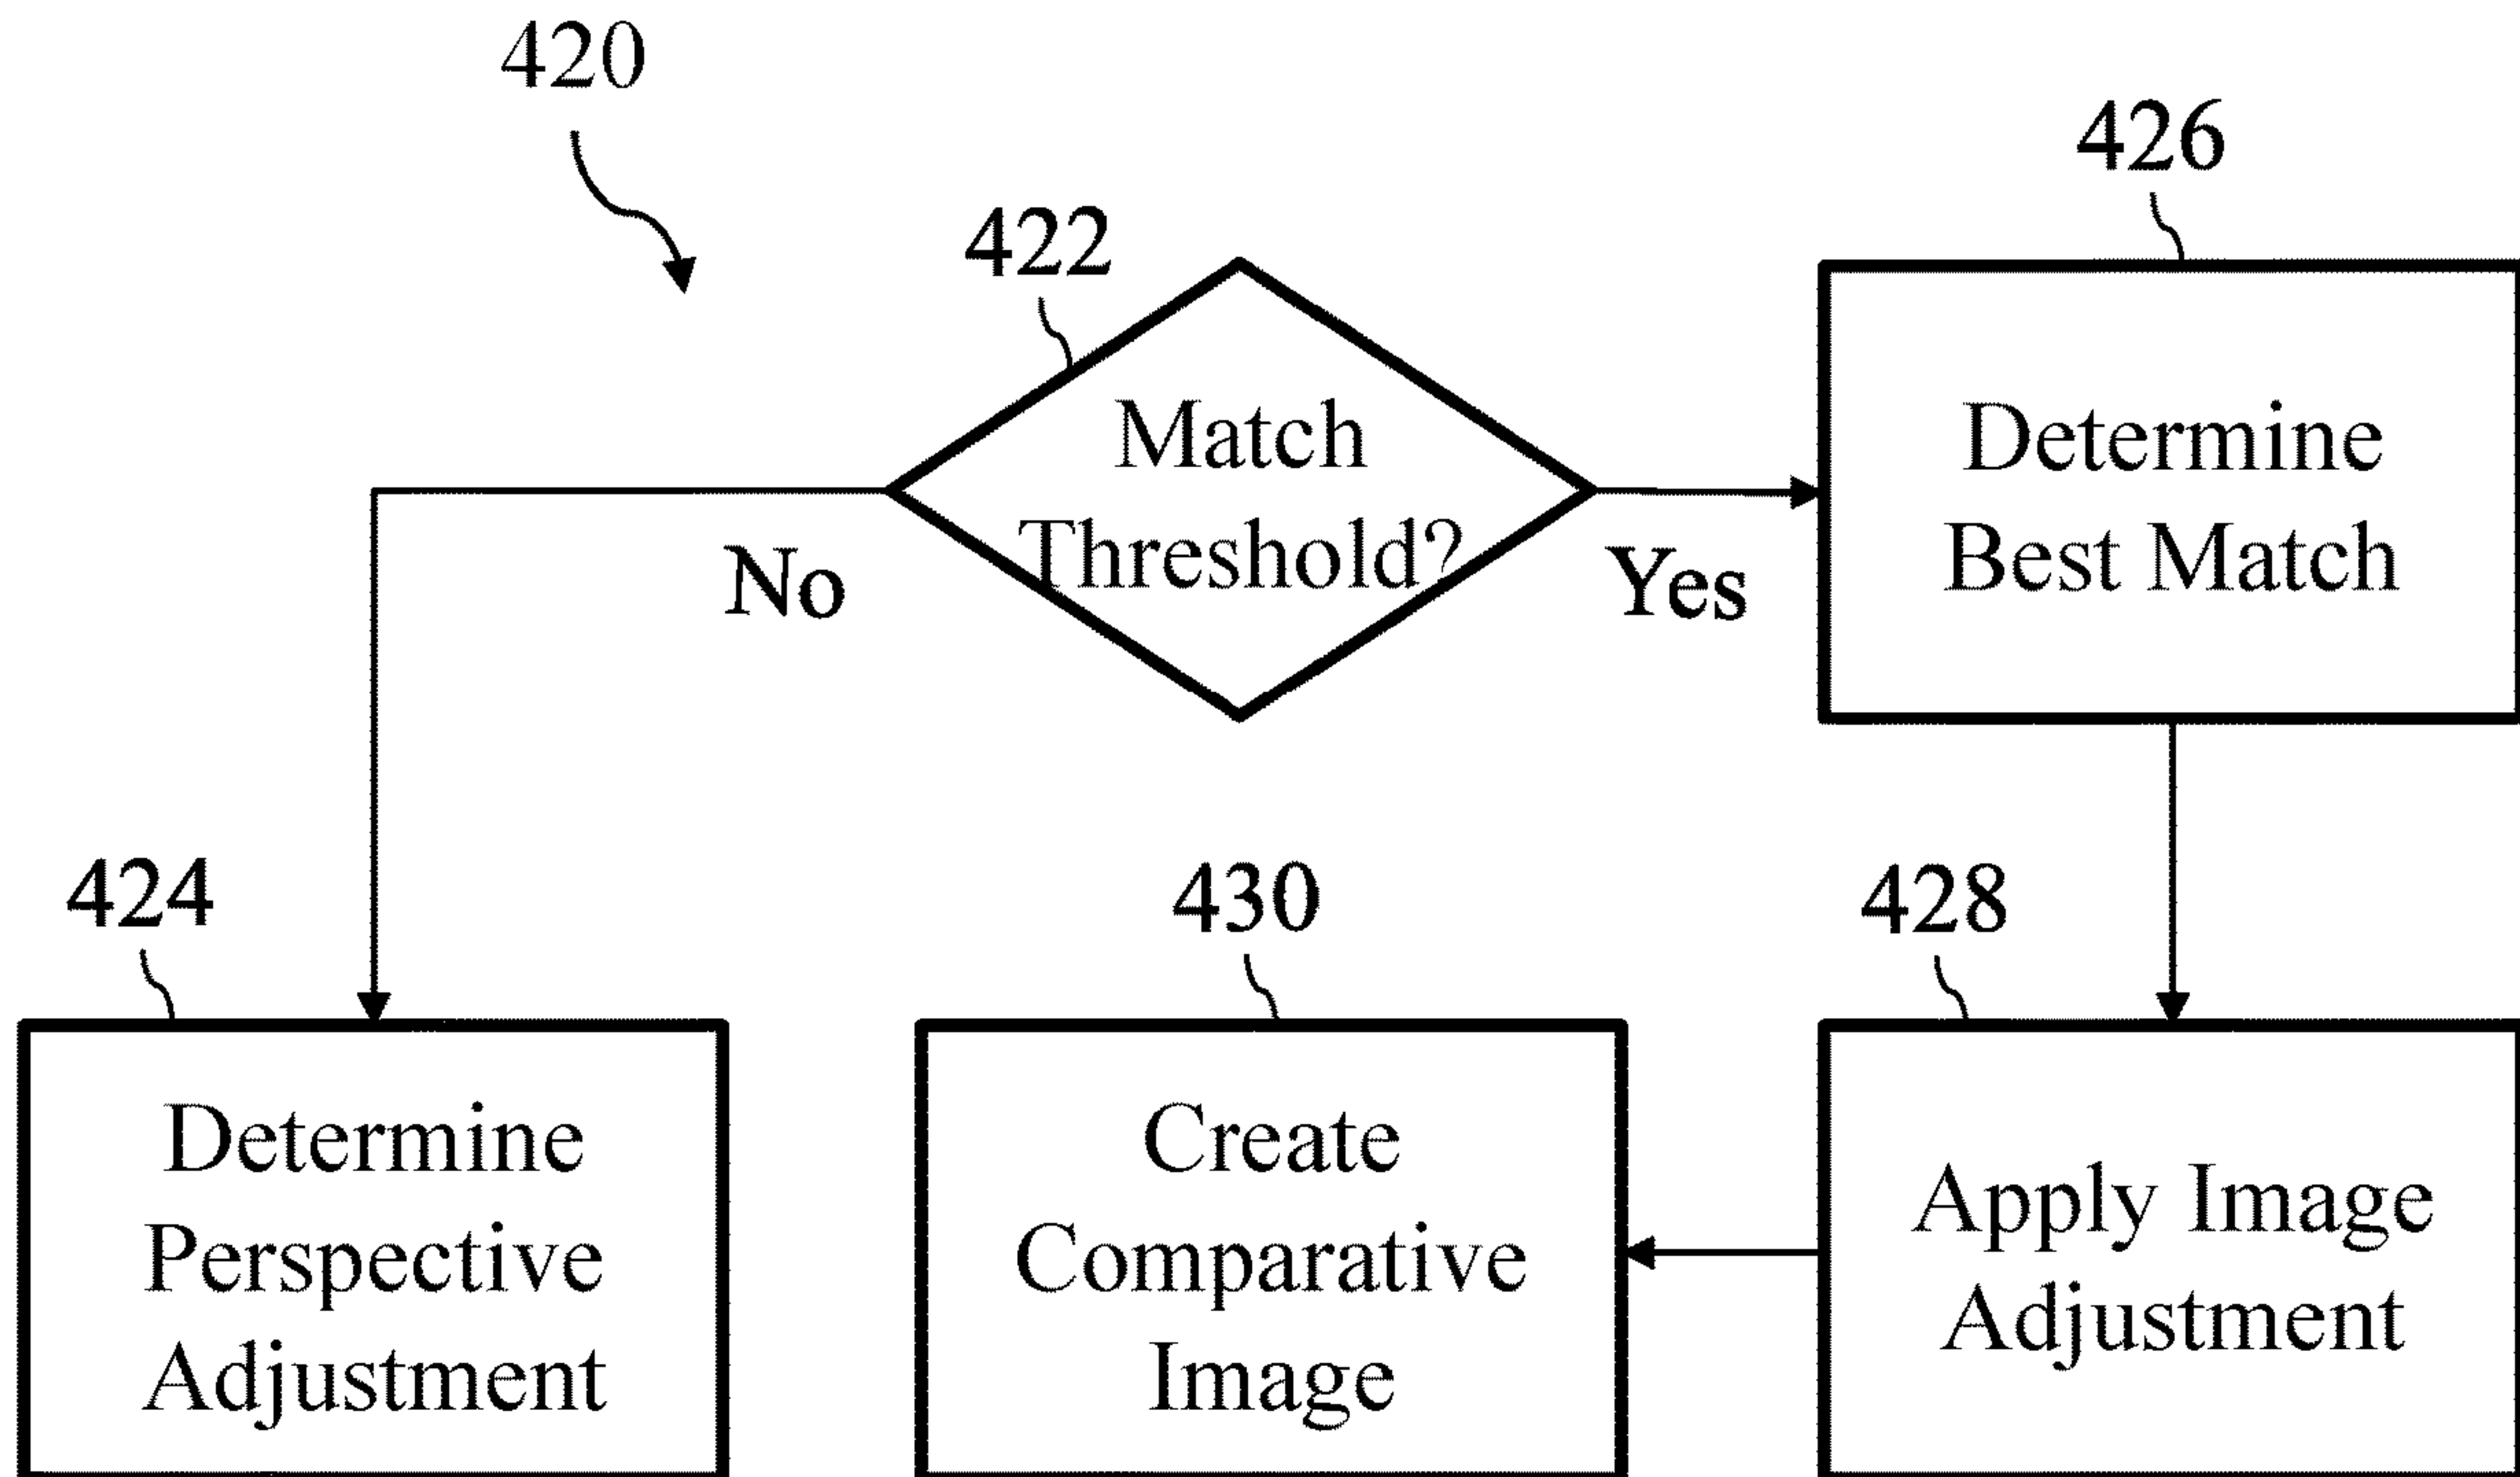 420
422
Match
Threshold?
No
Yes
426
Determine
Best Match
424
Determine
Perspective
Adjustment
430
Create
Comparative
Image
428
Apply Image
Adjustment